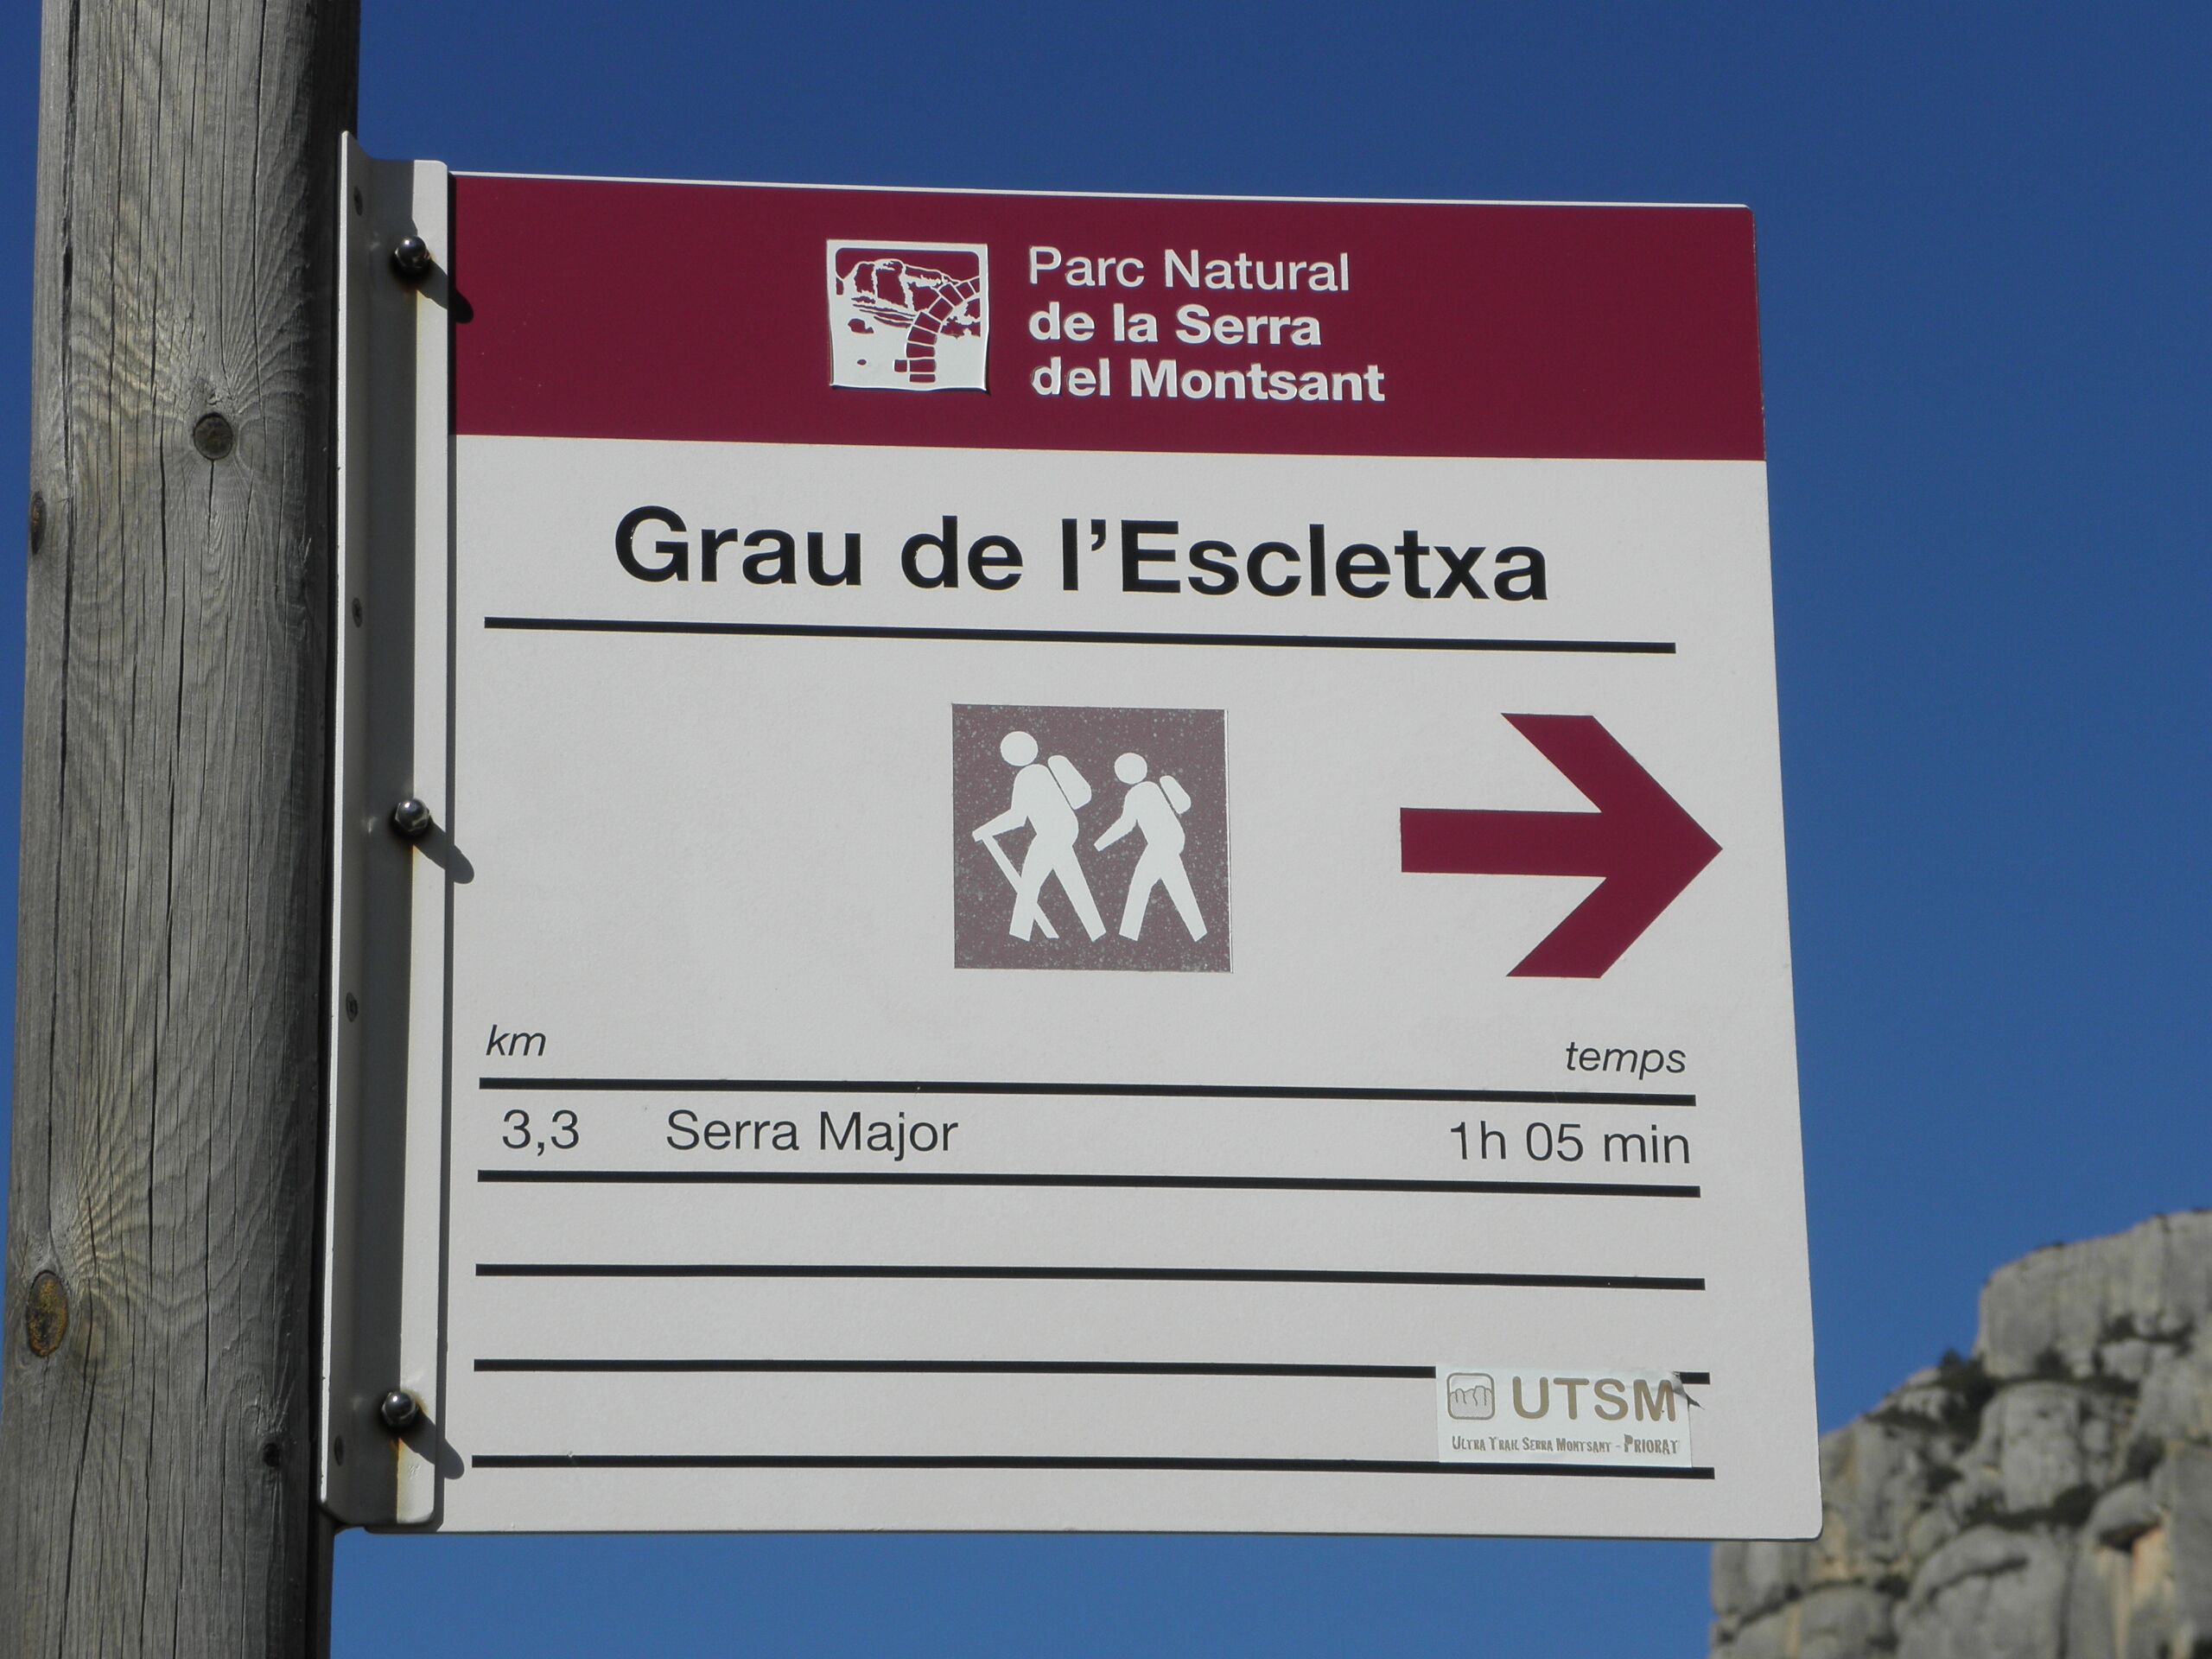 Parc Natural
de la Serra
del Montsant
Grau de l'Escletxa
km temps
3,3 Serra Major 1h 05 min
UTSM
ULTRA TRAIL SERRA MONTSANT - PRIORAT